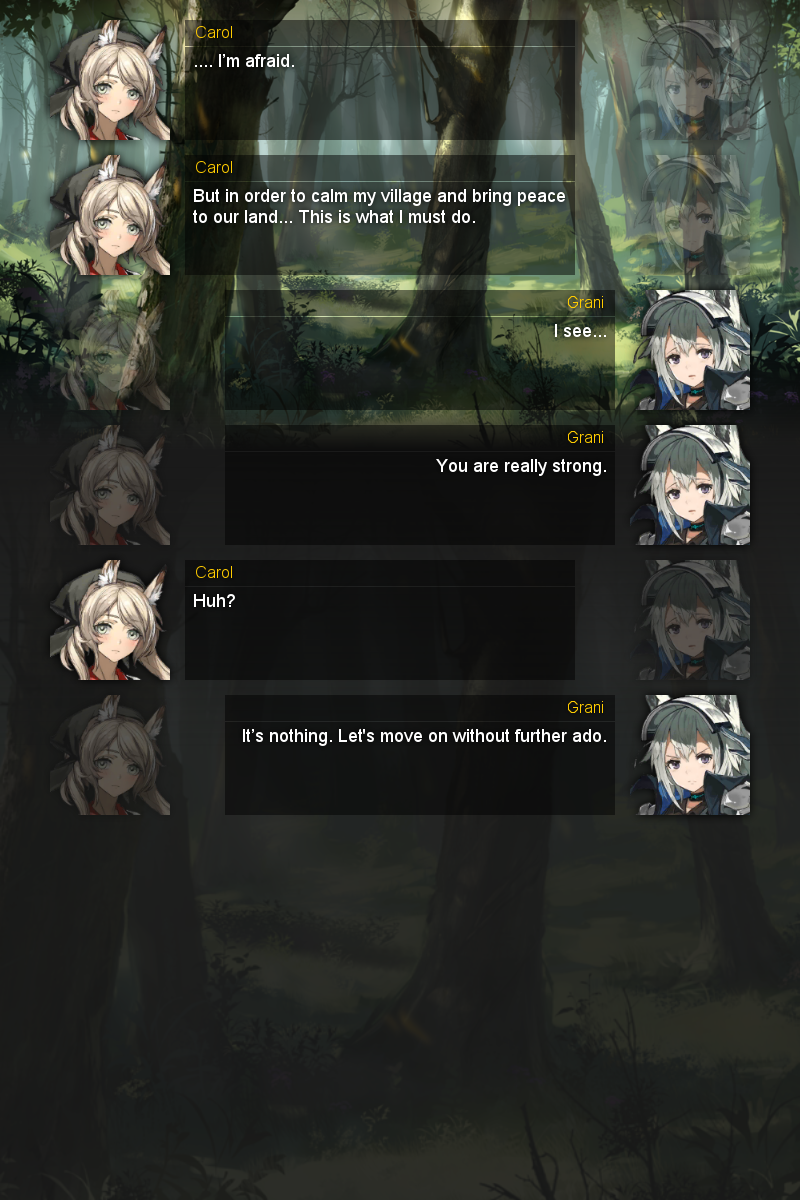 Carol
.... I’m afraid.
Carol
But in order to calm my village and bring peace
to our land... This is what I must do.
Grani
I see...
Grani
You are really strong.
Carol
Huh?
Grani
It’s nothing. Let's move on without further ado.